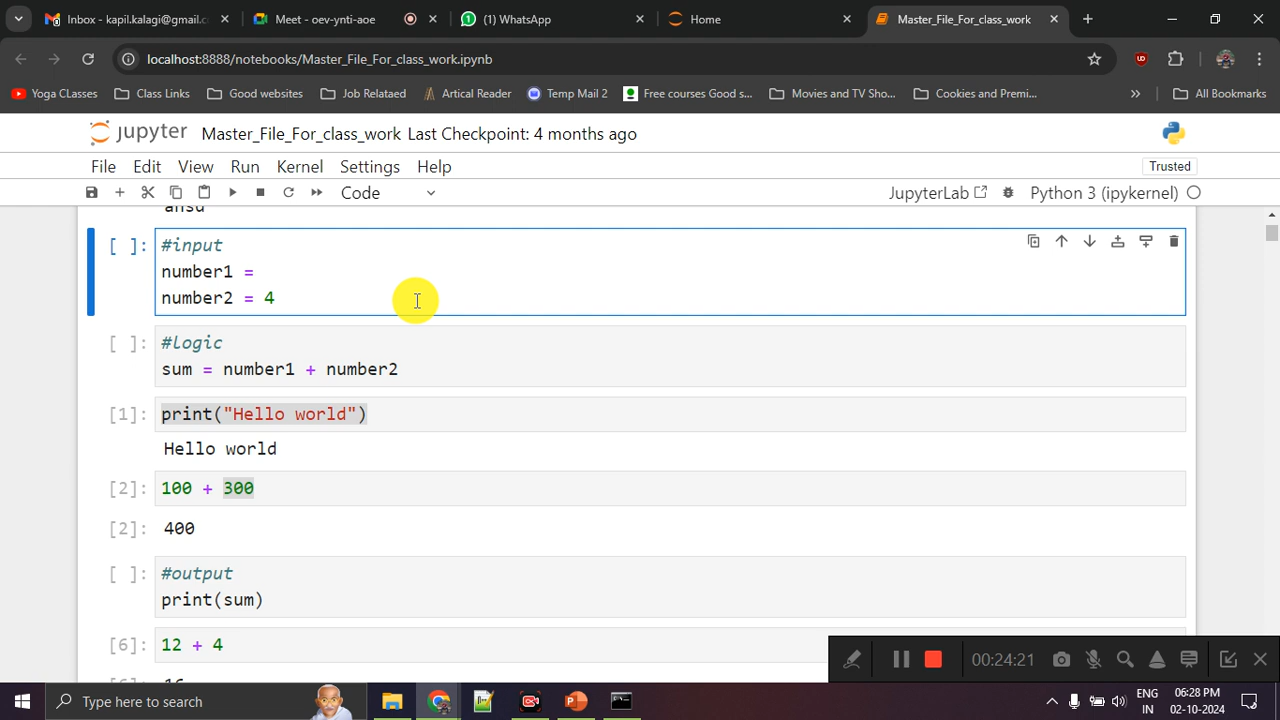 Inbox - kapil.kalagi@gmail.c
Meet - oev-ynti-aoe
(1) WhatsApp
Home
Master_File_For_class_work
localhost:8888/notebooks/Master_File_For_class_work.ipynb
Yoga CLasses
Class Links
Good websites
Job Relataed
Artical Reader
Temp Mail 2
Free courses Good s...
Movies and TV Sho...
Cookies and Premi...
All Bookmarks
jupyter Master_File_For_class_work Last Checkpoint: 4 months ago
File Edit View Run Kernel Settings Help
Trusted
Code
JupyterLab
Python 3 (ipykernel)
ansu
[ ]: #input
number1 =
number2 = 4
[ ]: #logic
sum = number1 + number2
[1]: print("Hello world")
Hello world
[2]: 100 + 300
[2]: 400
[ ]: #output
print(sum)
[6]: 12 + 4
[6]: 16
00:24:21
Type here to search
ENG
IN
06:28 PM
02-10-2024